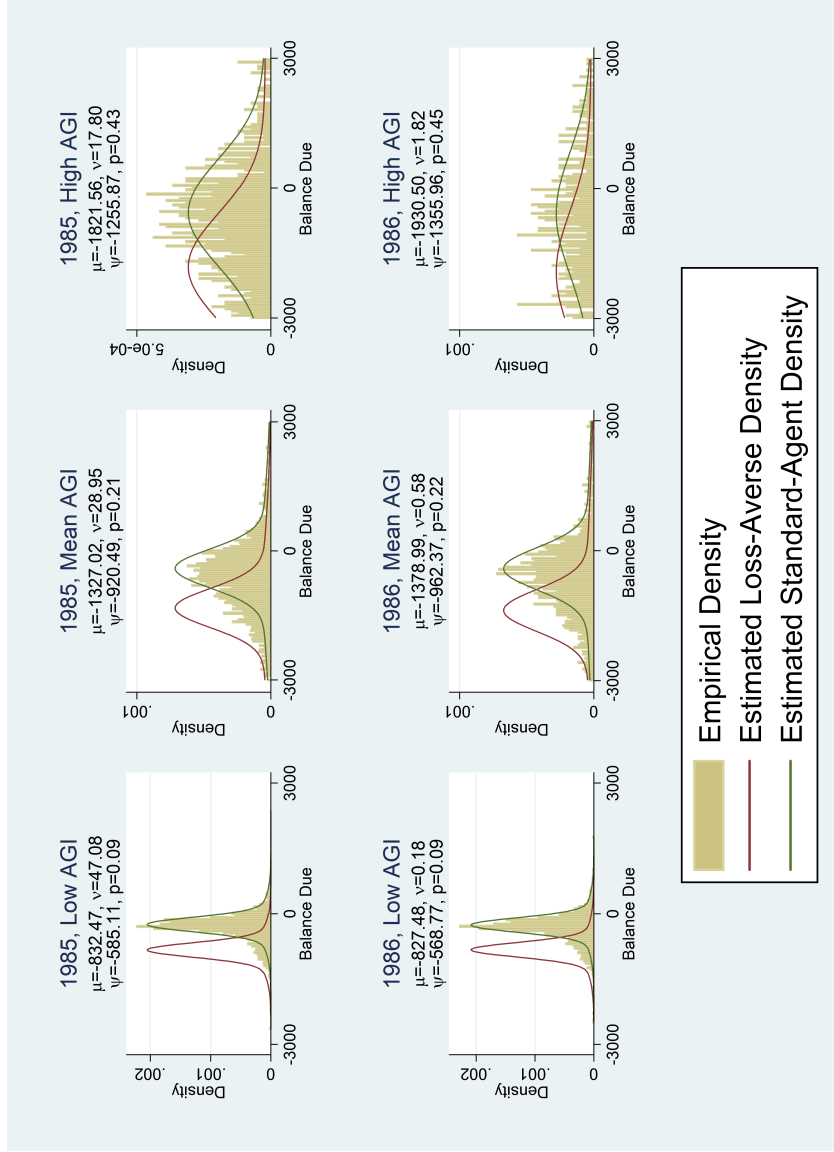 1985, Low AGI
μ=-832.47, ν=47.08
ψ=-585.11, p=0.09
Density
.002
.001
0
-3000
0
3000
Balance Due
1985, Mean AGI
μ=-1327.02, ν=28.95
ψ=-920.49, p=0.21
Density
.001
0
-3000
0
3000
Balance Due
1985, High AGI
μ=-1821.56, ν=17.80
ψ=-1255.87, p=0.43
Density
5.0e-04
0
-3000
0
3000
Balance Due
1986, Low AGI
μ=-827.48, ν=0.18
ψ=-568.77, p=0.09
Density
.002
.001
0
-3000
0
3000
Balance Due
1986, Mean AGI
μ=-1378.99, ν=0.58
ψ=-962.37, p=0.22
Density
.001
0
-3000
0
3000
Balance Due
1986, High AGI
μ=-1930.50, ν=1.82
ψ=-1355.96, p=0.45
Density
.001
0
-3000
0
3000
Balance Due
Empirical Density
Estimated Loss-Averse Density
Estimated Standard-Agent Density